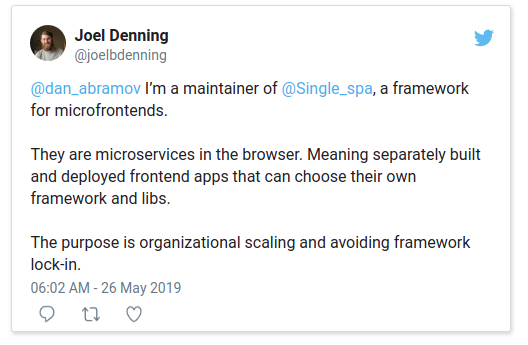 Joel Denning
@joelbdenning
@dan_abramov I'm a maintainer of @Single_spa, a framework
for microfrontends.
They are microservices in the browser. Meaning separately built
and deployed frontend apps that can choose their own
framework and libs.
The purpose is organizational scaling and avoiding framework
lock-in.
06:02 AM - 26 May 2019